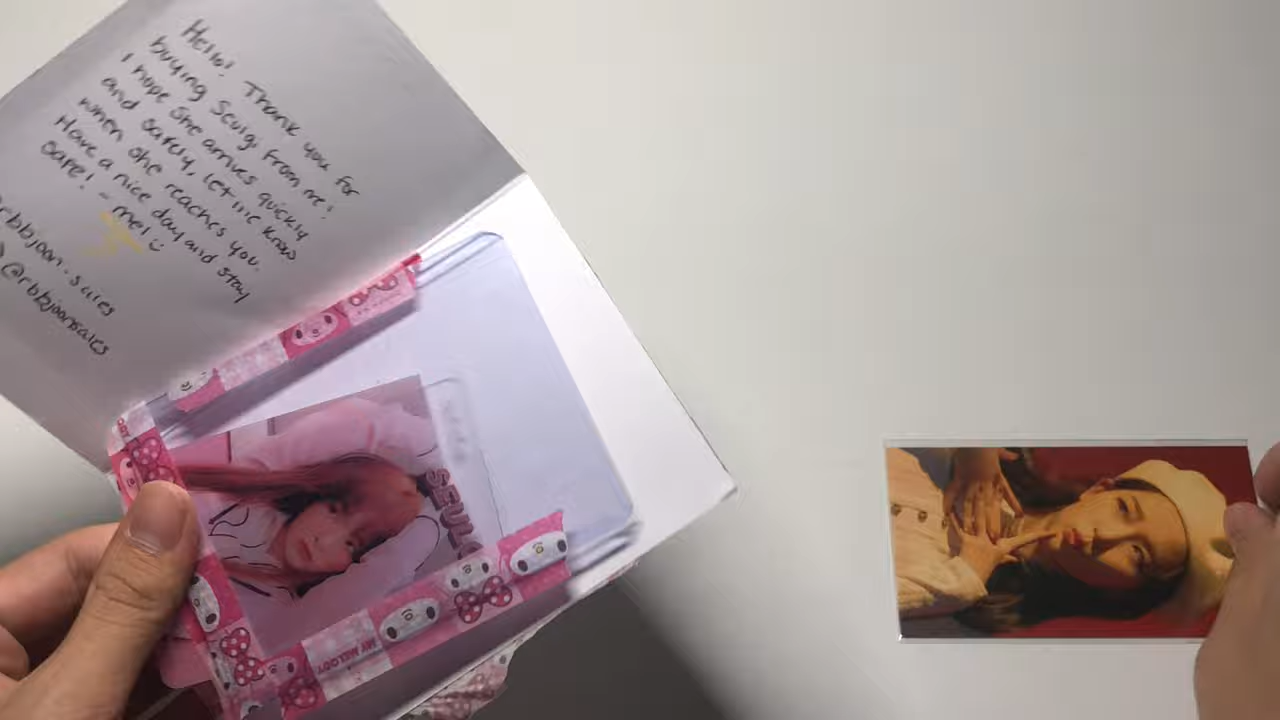 Hello! Thank you for
buying Seulgi from me!
I hope she arrives quickly
and safely, let me know
when she reaches you.
Have a nice day and stay
safe! - me! :)
rbbjoon.sales
@rbbjoonsales
SEULG
MY MELODY